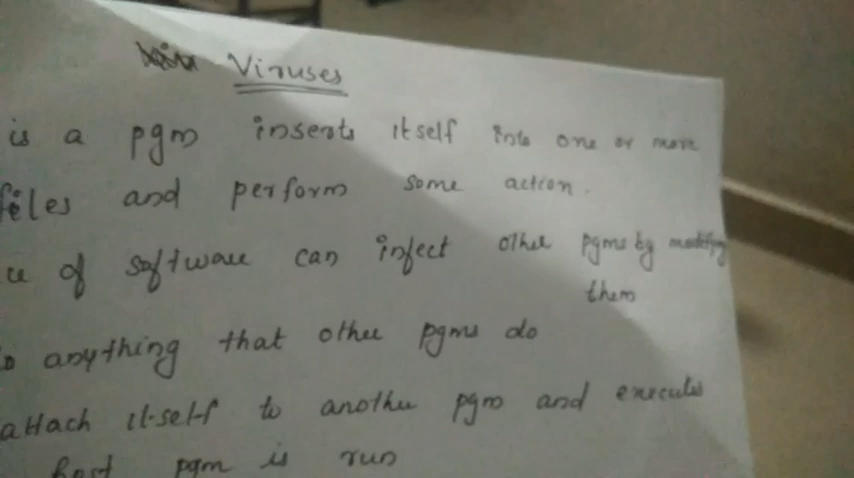 Viruses
is a pgm inserts itself into one or more
files and perform some action.
of software can infect other pgms by modifying
them
anything that other pgms do
attach itself to another pgm and executes
host pgm is run